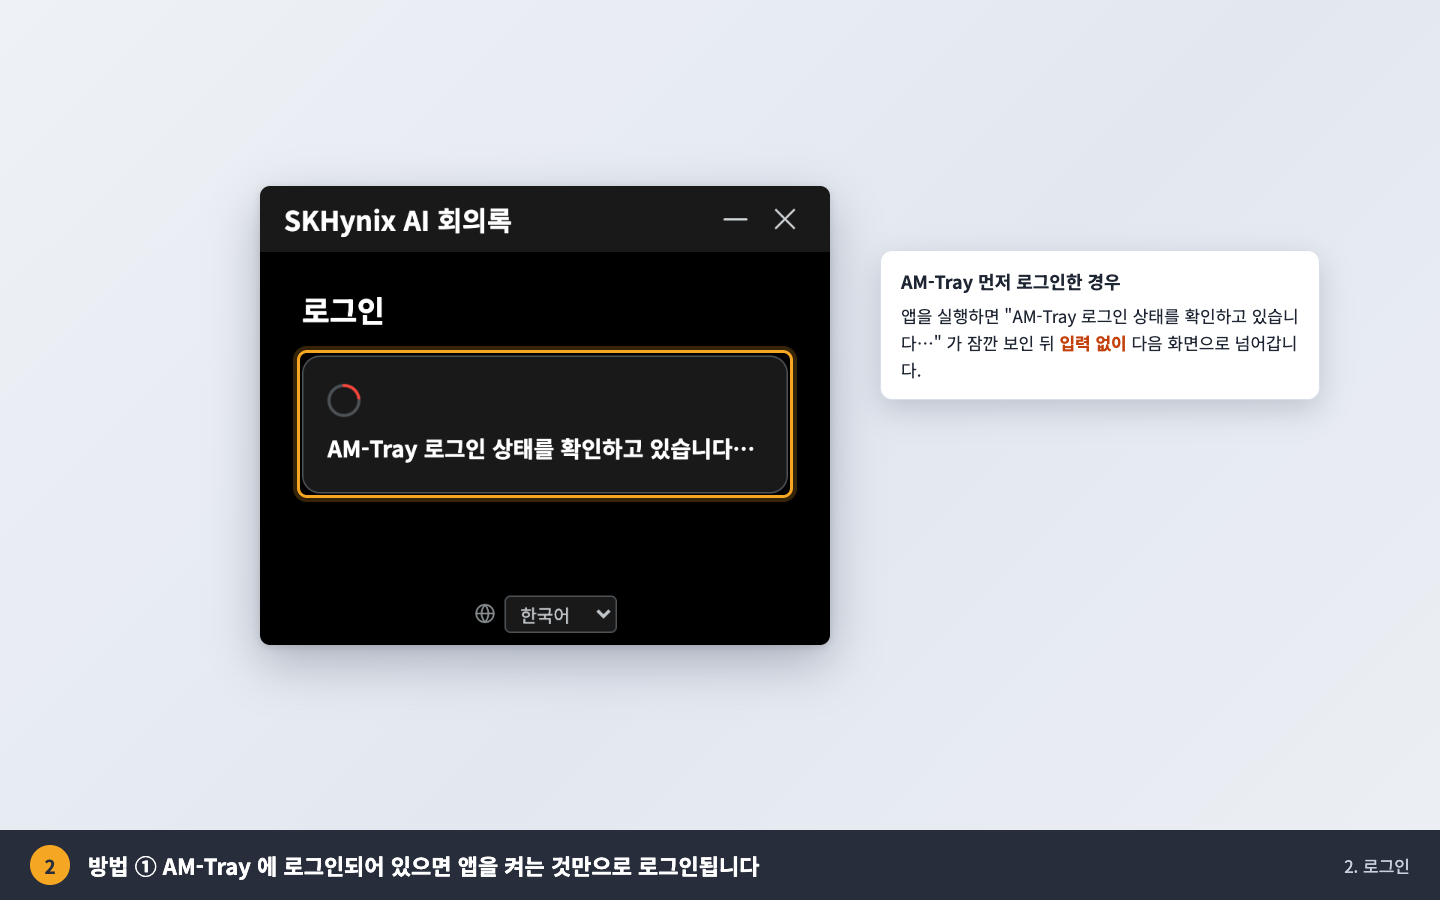 SKHynix AI 회의록
로그인
AM-Tray 로그인 상태를 확인하고 있습니다…
한국어
AM-Tray 먼저 로그인한 경우
앱을 실행하면 "AM-Tray 로그인 상태를 확인하고 있습니
다…" 가 잠깐 보인 뒤 입력 없이 다음 화면으로 넘어갑니
다.
2 방법 ① AM-Tray 에 로그인되어 있으면 앱을 켜는 것만으로 로그인됩니다
2. 로그인